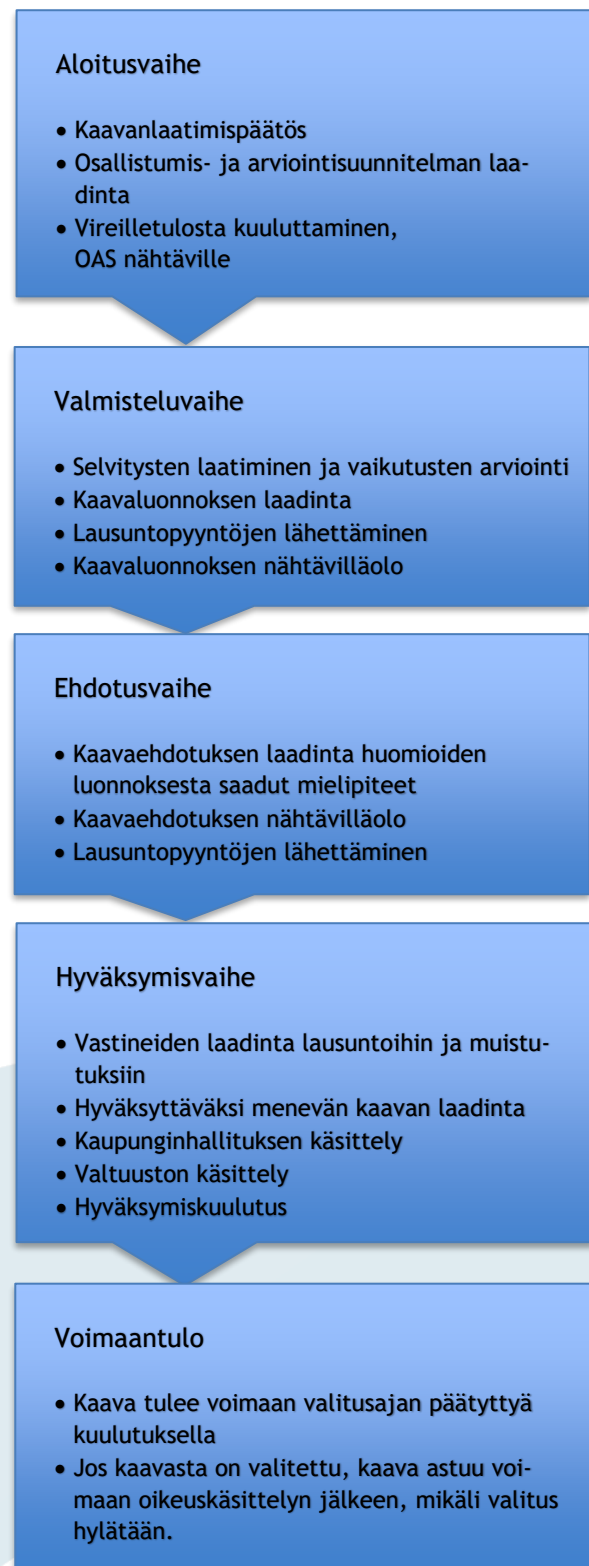 Aloitusvaihe
• Kaavanlaatimispäätös
• Osallistumis- ja arviointisuunnitelman laa-
dinta
• Vireilletulosta kuuluttaminen,
OAS nähtäville
Valmisteluvaihe
• Selvitysten laatiminen ja vaikutusten arviointi
• Kaavaluonnoksen laadinta
• Lausuntopyyntöjen lähettäminen
• Kaavaluonnoksen nähtävilläolo
Ehdotusvaihe
• Kaavaehdotuksen laadinta huomioiden
luonnoksesta saadut mielipiteet
• Kaavaehdotuksen nähtävilläolo
• Lausuntopyyntöjen lähettäminen
Hyväksymisvaihe
• Vastineiden laadinta lausuntoihin ja muistu-
tuksiin
• Hyväksyttäväksi menevän kaavan laadinta
• Kaupunginhallituksen käsittely
• Valtuuston käsittely
• Hyväksymiskuulutus
Voimaantulo
• Kaava tulee voimaan valitusajan päätyttyä
kuulutuksella
• Jos kaavasta on valitettu, kaava astuu voi-
maan oikeuskäsittelyn jälkeen, mikäli valitus
hylätään.